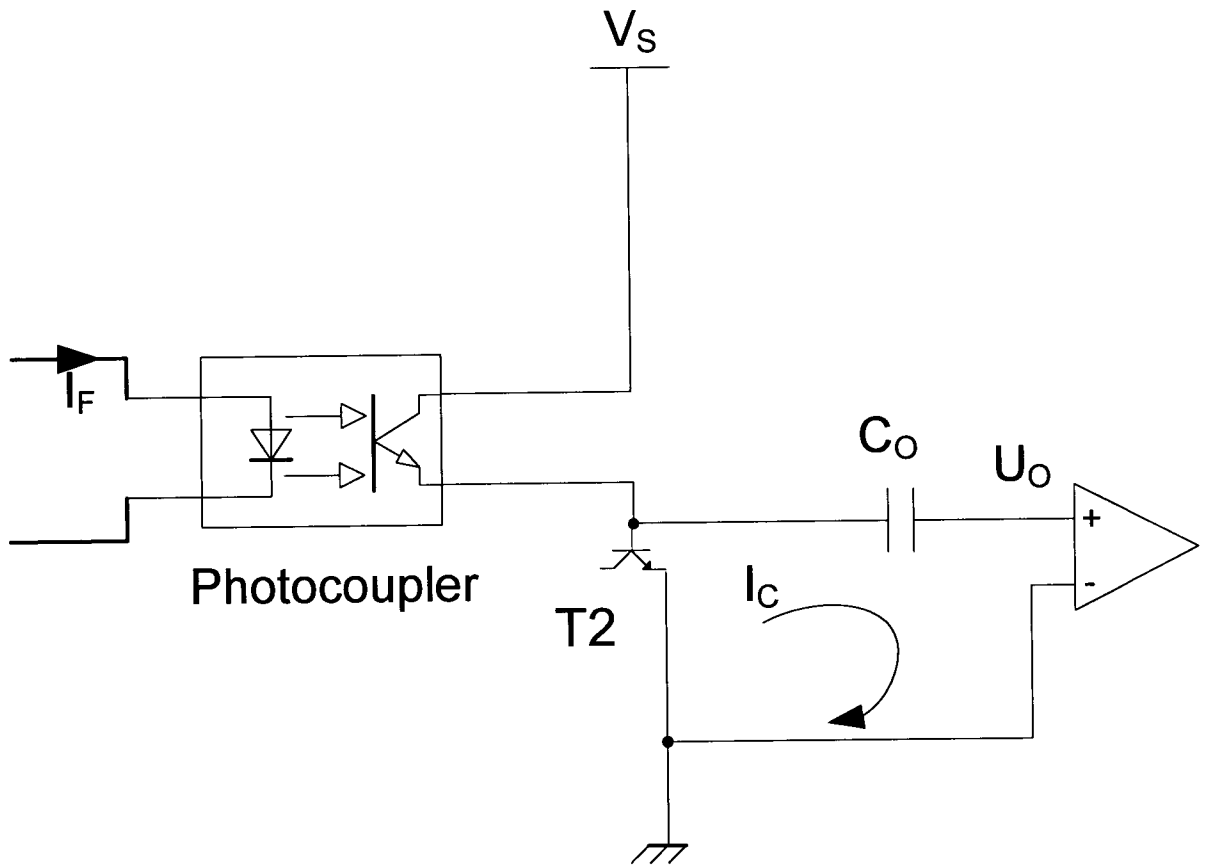 V_S
I_F
C_O
U_O
+
-
Photocoupler
I_C
T2